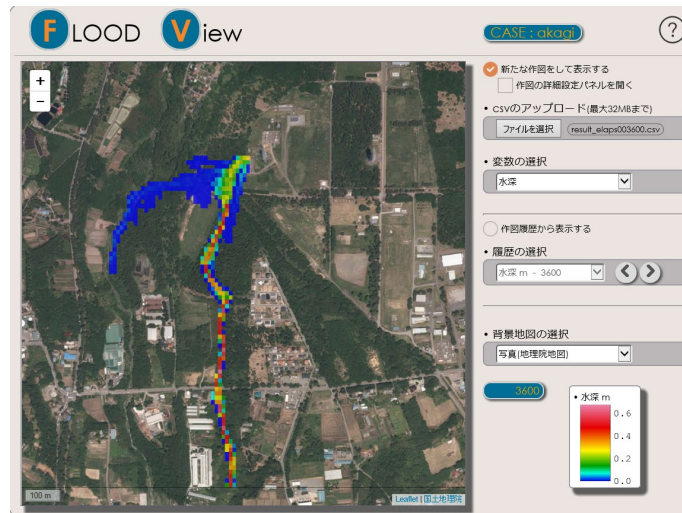 FLOOD View
CASE : akagi
?
新たな作図をして表示する
作図の詳細設定パネルを開く
• csvのアップロード(最大32MBまで)
ファイルを選択 result_elaps003600.csv
• 変数の選択
水深
作図履歴から表示する
• 履歴の選択
水深 m - 3600
• 背景地図の選択
写真(地理院地図)
3600
• 水深 m
0.6
0.4
0.2
0.0
+
−
100 m
Leaflet | 国土地理院